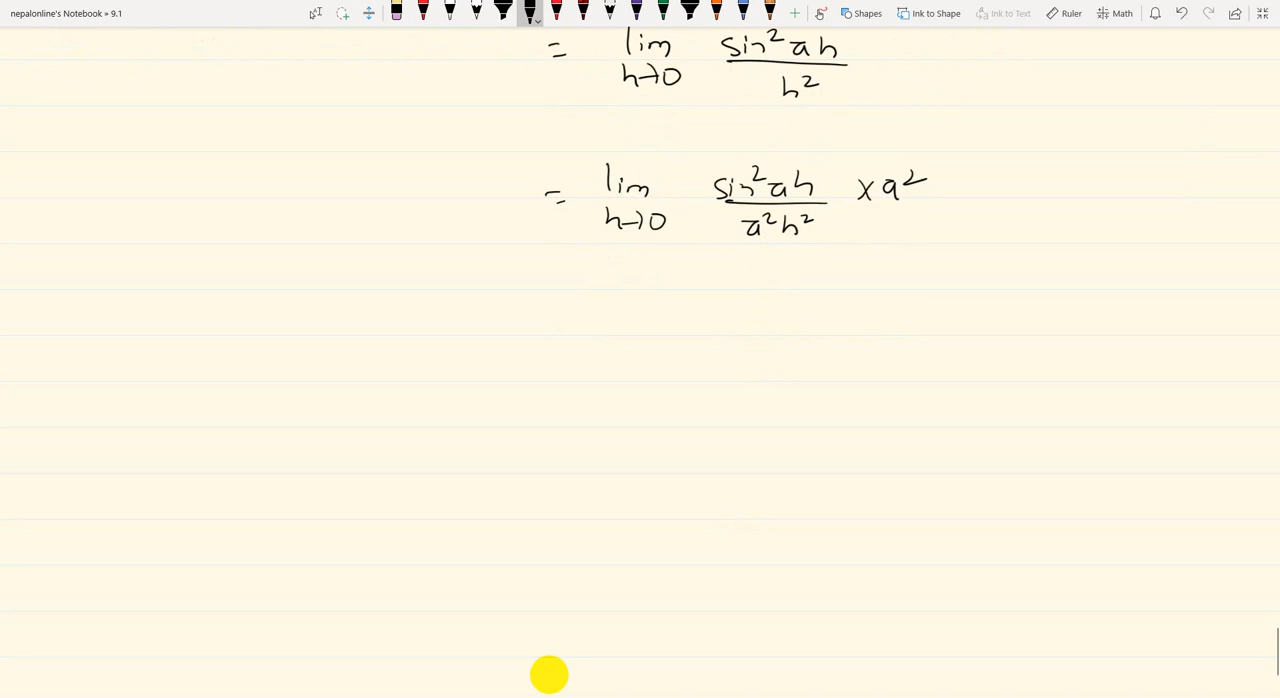 nepalonline's Notebook » 9.1
Shapes Ink to Shape Ink to Text Ruler Math
= lim h→0 sin²ah / h²
= lim h→0 sin²ah / a²h² × a²